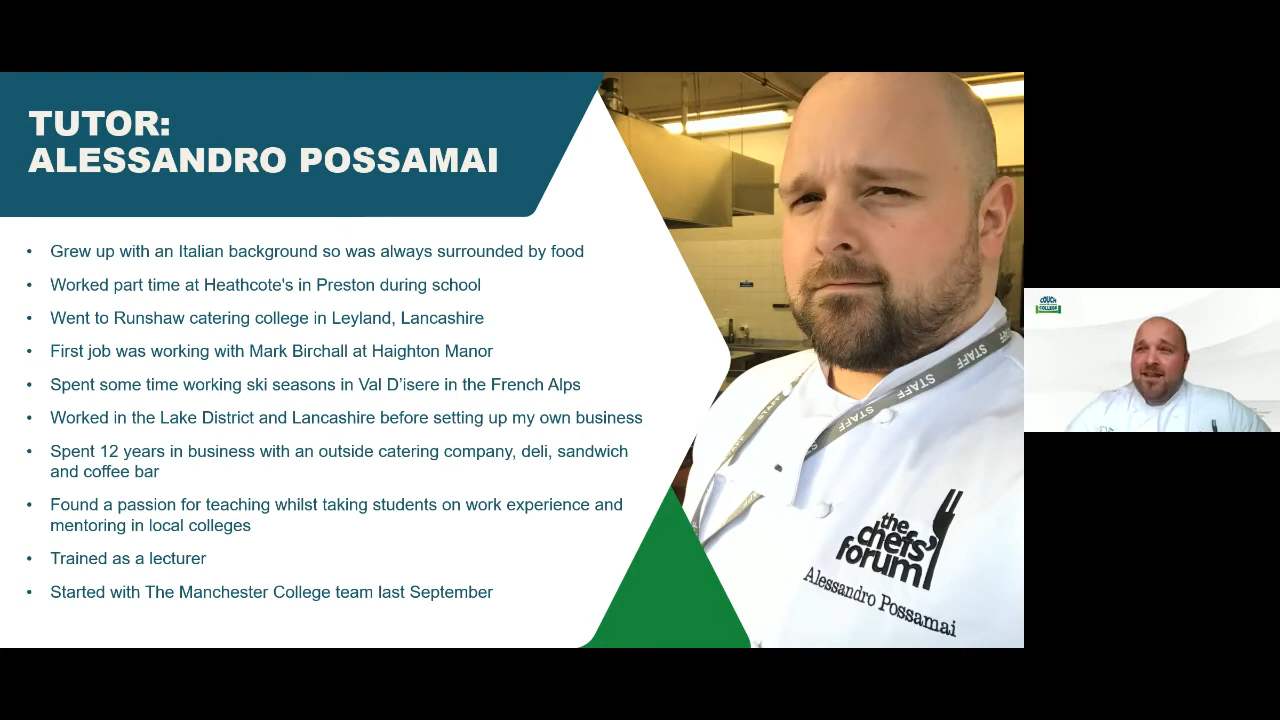 TUTOR:
ALESSANDRO POSSAMAI
• Grew up with an Italian background so was always surrounded by food
• Worked part time at Heathcote's in Preston during school
• Went to Runshaw catering college in Leyland, Lancashire
• First job was working with Mark Birchall at Haighton Manor
• Spent some time working ski seasons in Val D'isere in the French Alps
• Worked in the Lake District and Lancashire before setting up my own business
• Spent 12 years in business with an outside catering company, deli, sandwich
and coffee bar
• Found a passion for teaching whilst taking students on work experience and
mentoring in local colleges
• Trained as a lecturer
• Started with The Manchester College team last September
STAFF
STAFF
STAFF
STAFF
the
chefs'
forum
Alessandro Possamai
COUCH
COLLEGE